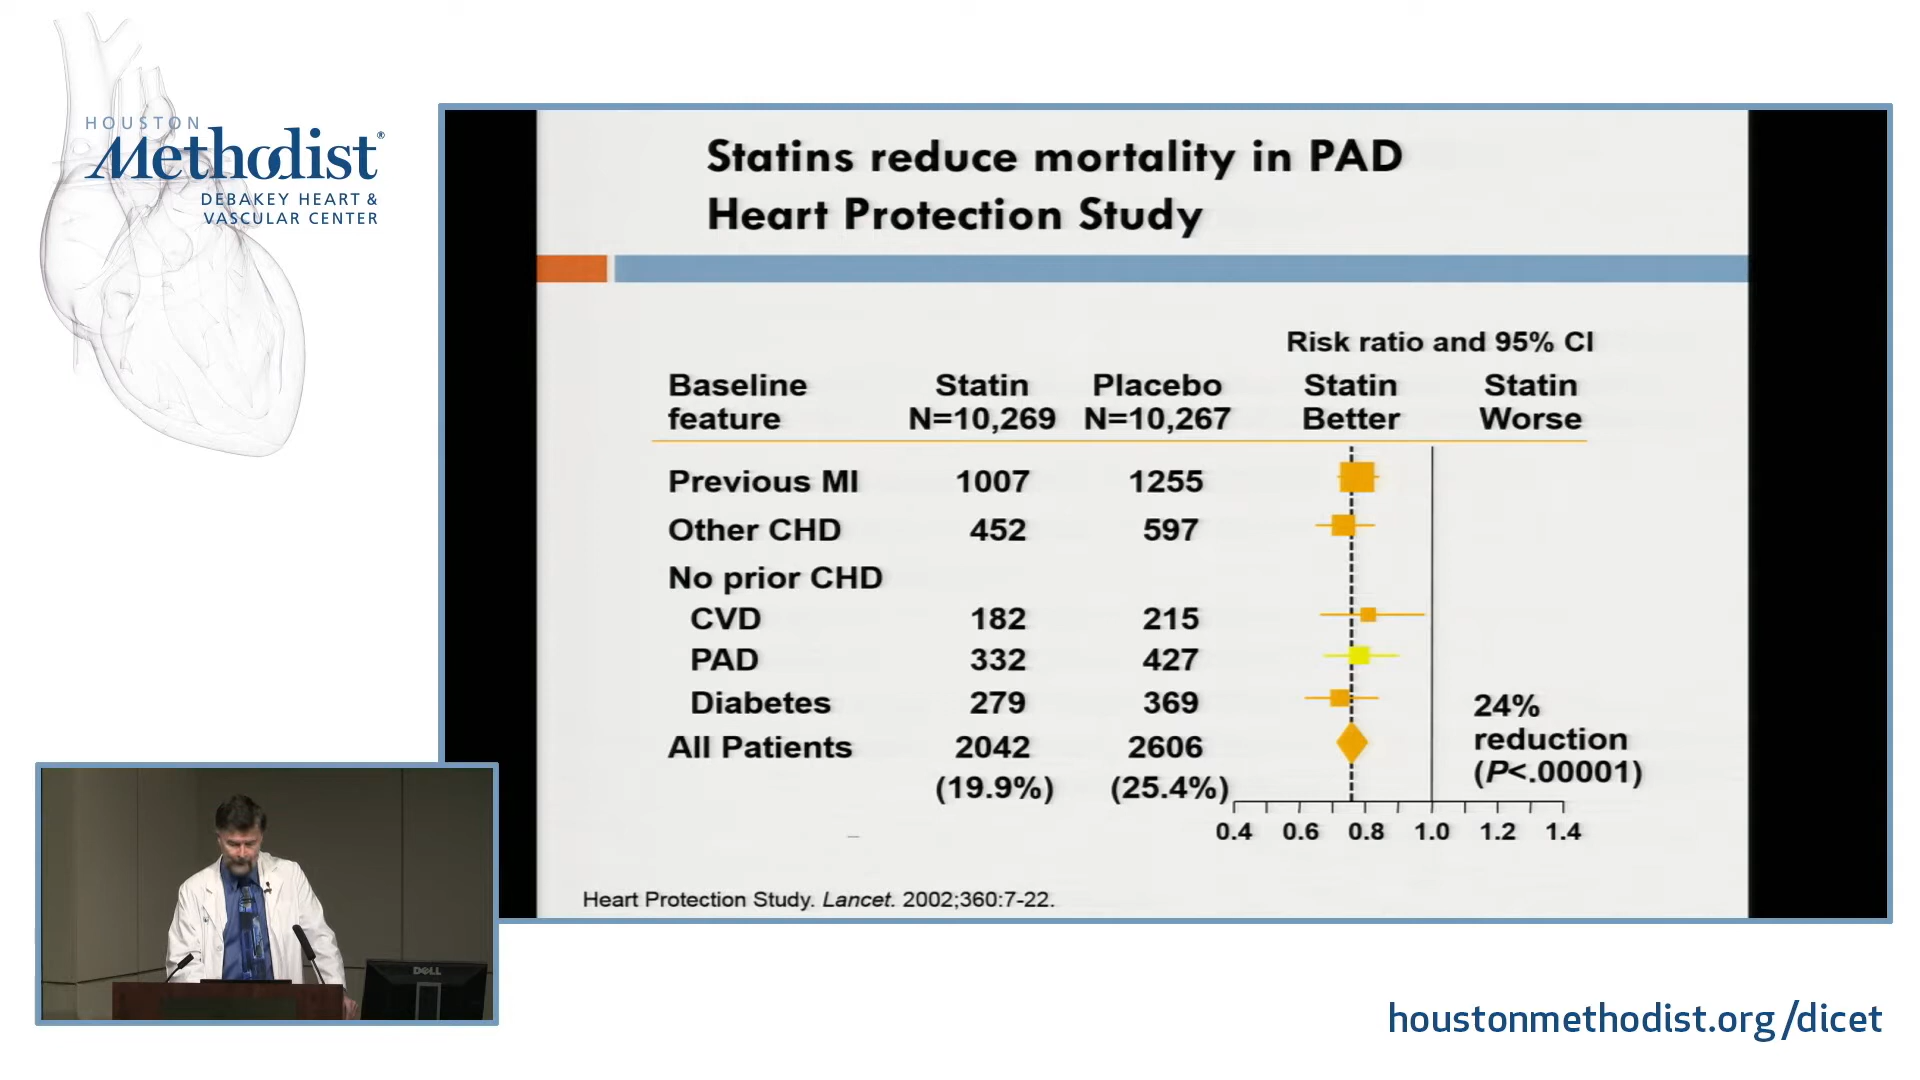 HOUSTON
Methodist®
DEBAKEY HEART &
VASCULAR CENTER
Statins reduce mortality in PAD
Heart Protection Study
Risk ratio and 95% CI
Baseline feature
Statin N=10,269
Placebo N=10,267
Statin Better
Statin Worse
Previous MI 1007 1255
Other CHD 452 597
No prior CHD
CVD 182 215
PAD 332 427
Diabetes 279 369
All Patients 2042 2606
(19.9%) (25.4%)
24%
reduction
(P<.00001)
0.4 0.6 0.8 1.0 1.2 1.4
Heart Protection Study. Lancet. 2002;360:7-22.
DELL
houstonmethodist.org/dicet